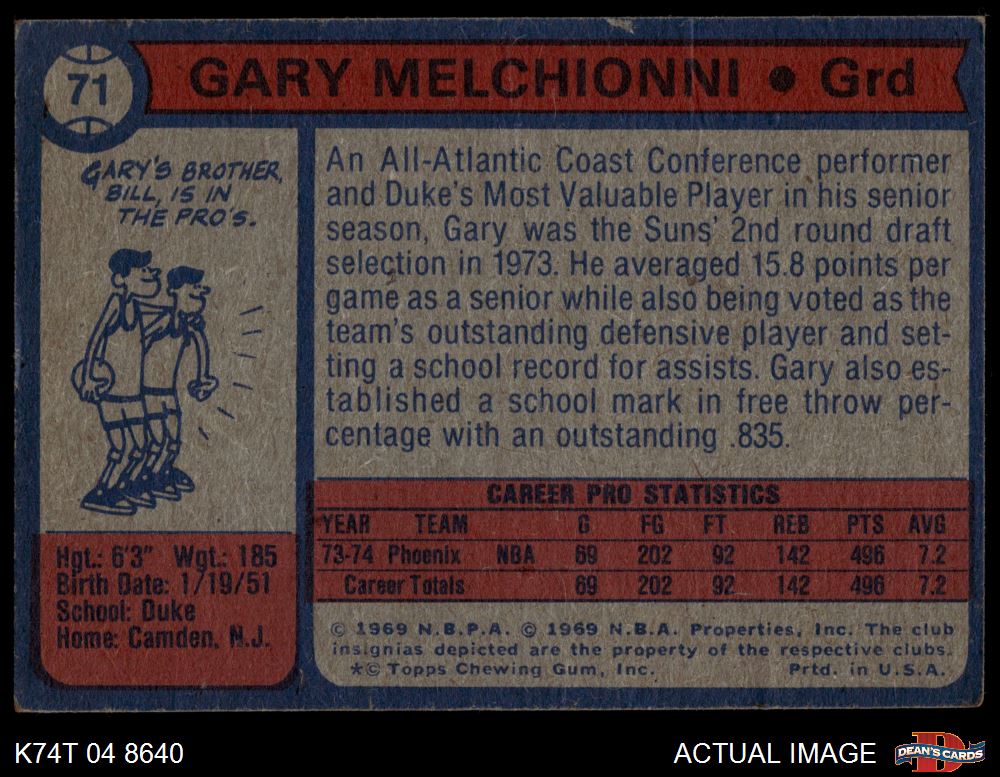 71
GARY MELCHIONNI • Grd
GARY'S BROTHER,
BILL, IS IN
THE PRO'S.
An All-Atlantic Coast Conference performer
and Duke's Most Valuable Player in his senior
season, Gary was the Suns' 2nd round draft
selection in 1973. He averaged 15.8 points per
game as a senior while also being voted as the
team's outstanding defensive player and set-
ting a school record for assists. Gary also es-
tablished a school mark in free throw per-
centage with an outstanding .835.
Hgt.: 6'3" Wgt.: 185
Birth Date: 1/19/51
School: Duke
Home: Camden, N.J.
CAREER PRO STATISTICS
YEAR TEAM G FG FT REB PTS AVG
73-74 Phoenix NBA 69 202 92 142 496 7.2
Career Totals 69 202 92 142 496 7.2
© 1969 N.B.P.A. © 1969 N.B.A. Properties, Inc. The club
insignias depicted are the property of the respective clubs.
*© Topps Chewing Gum, Inc. Prtd. in U.S.A.
K74T 04 8640
ACTUAL IMAGE
D
DEAN'S CARDS